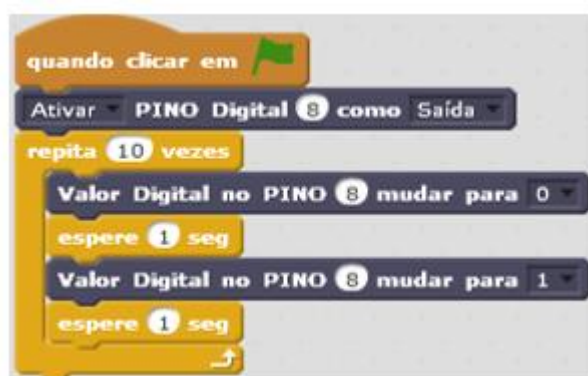 quando clicar em
Ativar PINO Digital 8 como Saída
repita 10 vezes
Valor Digital no PINO 8 mudar para 0
espere 1 seg
Valor Digital no PINO 8 mudar para 1
espere 1 seg